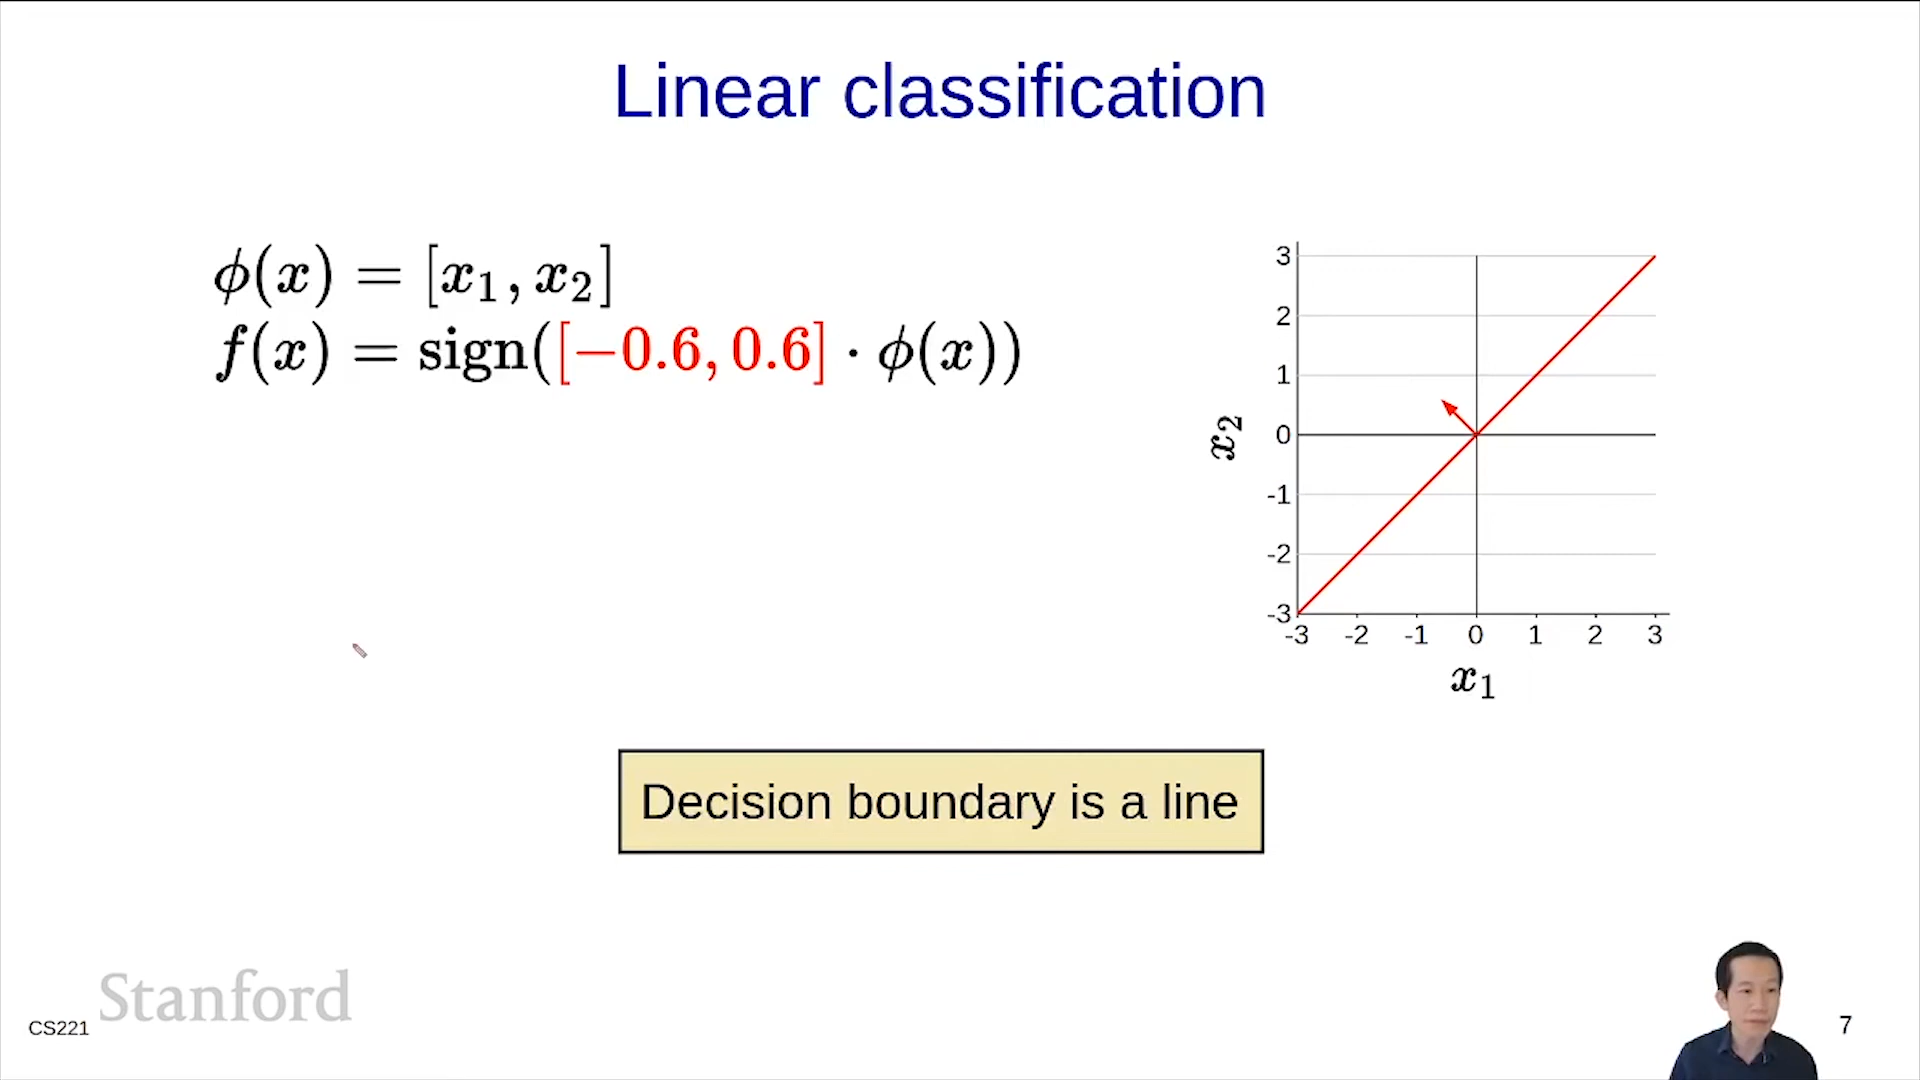 Linear classification
ϕ(x) = [x₁, x₂]
f(x) = sign([−0.6, 0.6] · ϕ(x))
3
2
1
0
-1
-2
-3
x₂
-3 -2 -1 0 1 2 3
x₁
Decision boundary is a line
Stanford
CS221
7